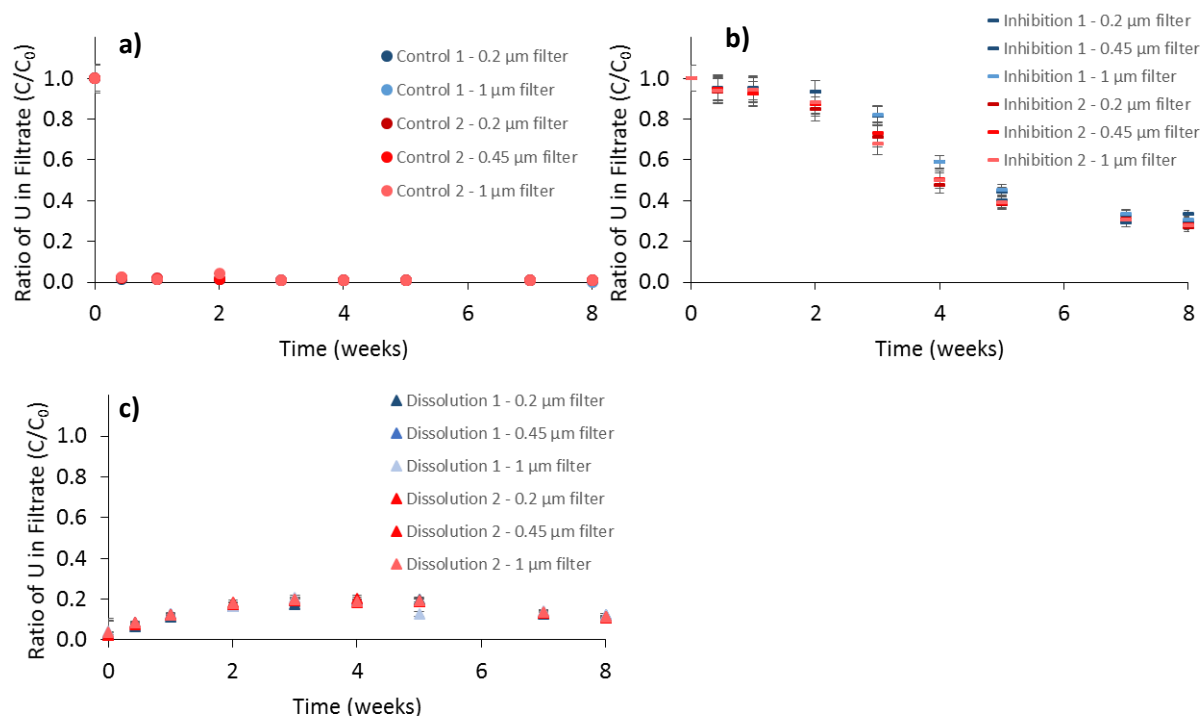 a)
Ratio of U in Filtrate (C/C₀)
1.0
0.8
0.6
0.4
0.2
0.0
0
2
4
6
8
Time (weeks)
Control 1 - 0.2 µm filter
Control 1 - 1 µm filter
Control 2 - 0.2 µm filter
Control 2 - 0.45 µm filter
Control 2 - 1 µm filter
b)
Ratio of U in Filtrate (C/C₀)
1.0
0.8
0.6
0.4
0.2
0.0
0
2
4
6
8
Time (weeks)
Inhibition 1 - 0.2 µm filter
Inhibition 1 - 0.45 µm filter
Inhibition 1 - 1 µm filter
Inhibition 2 - 0.2 µm filter
Inhibition 2 - 0.45 µm filter
Inhibition 2 - 1 µm filter
c)
Ratio of U in Filtrate (C/C₀)
1.0
0.8
0.6
0.4
0.2
0.0
0
2
4
6
8
Time (weeks)
Dissolution 1 - 0.2 µm filter
Dissolution 1 - 0.45 µm filter
Dissolution 1 - 1 µm filter
Dissolution 2 - 0.2 µm filter
Dissolution 2 - 0.45 µm filter
Dissolution 2 - 1 µm filter